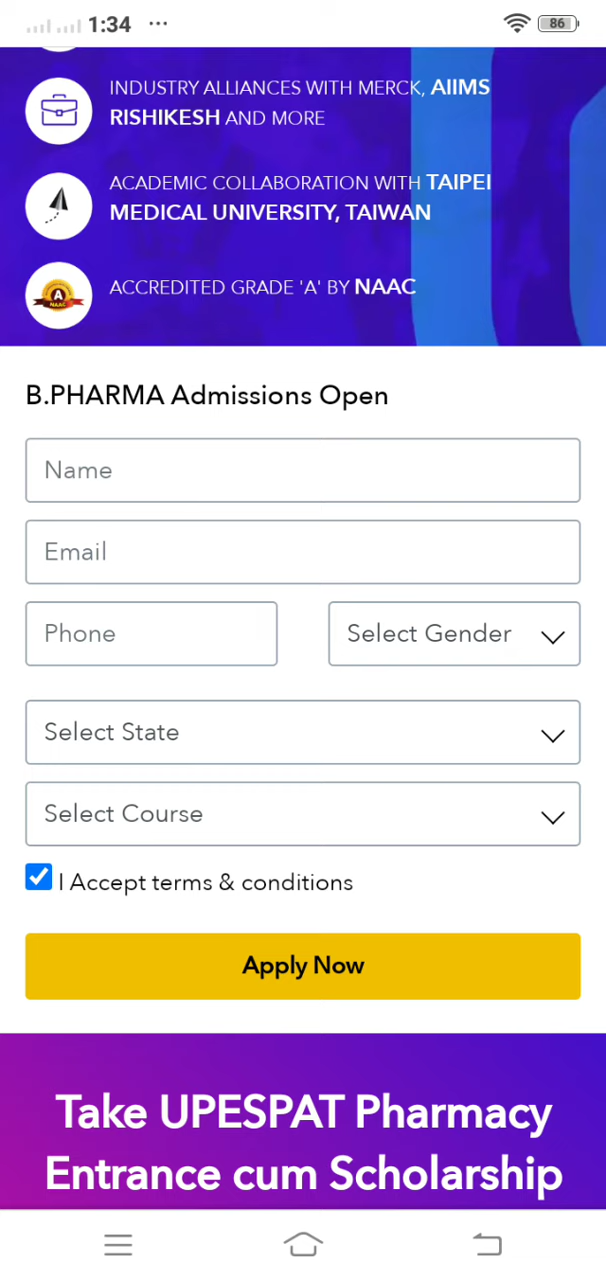 1:34 ... 86
INDUSTRY ALLIANCES WITH MERCK, AIIMS
RISHIKESH AND MORE
ACADEMIC COLLABORATION WITH TAIPEI
MEDICAL UNIVERSITY, TAIWAN
A
NAAC
ACCREDITED GRADE 'A' BY NAAC
B.PHARMA Admissions Open
Name
Email
Phone
Select Gender
Select State
Select Course
I Accept terms & conditions
Apply Now
Take UPESPAT Pharmacy
Entrance cum Scholarship